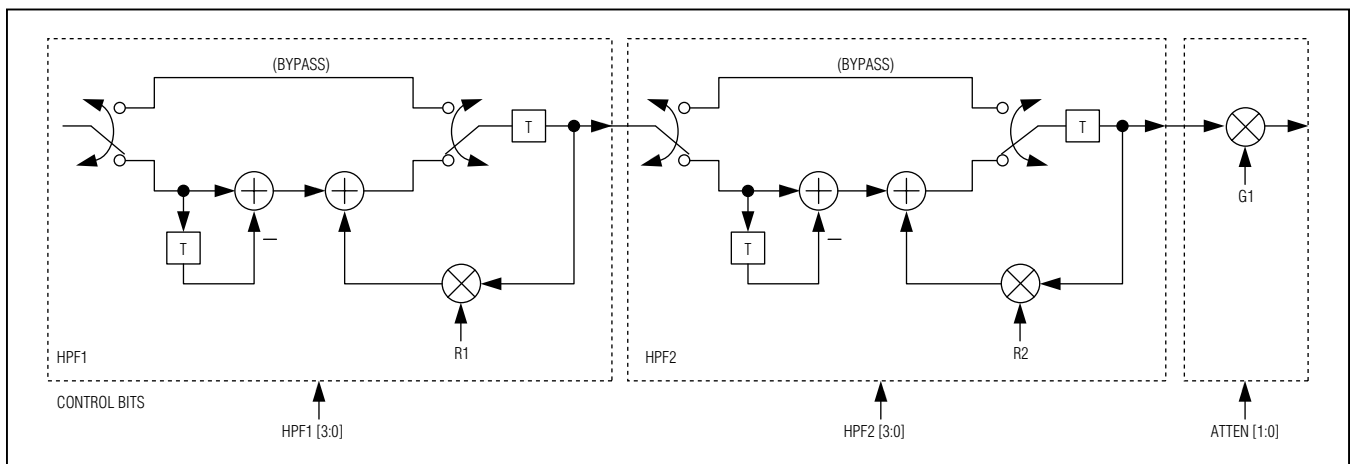 (BYPASS)
(BYPASS)
T
T
G1
T
T
R1
R2
HPF1
HPF2
CONTROL BITS
HPF1 [3:0]
HPF2 [3:0]
ATTEN [1:0]